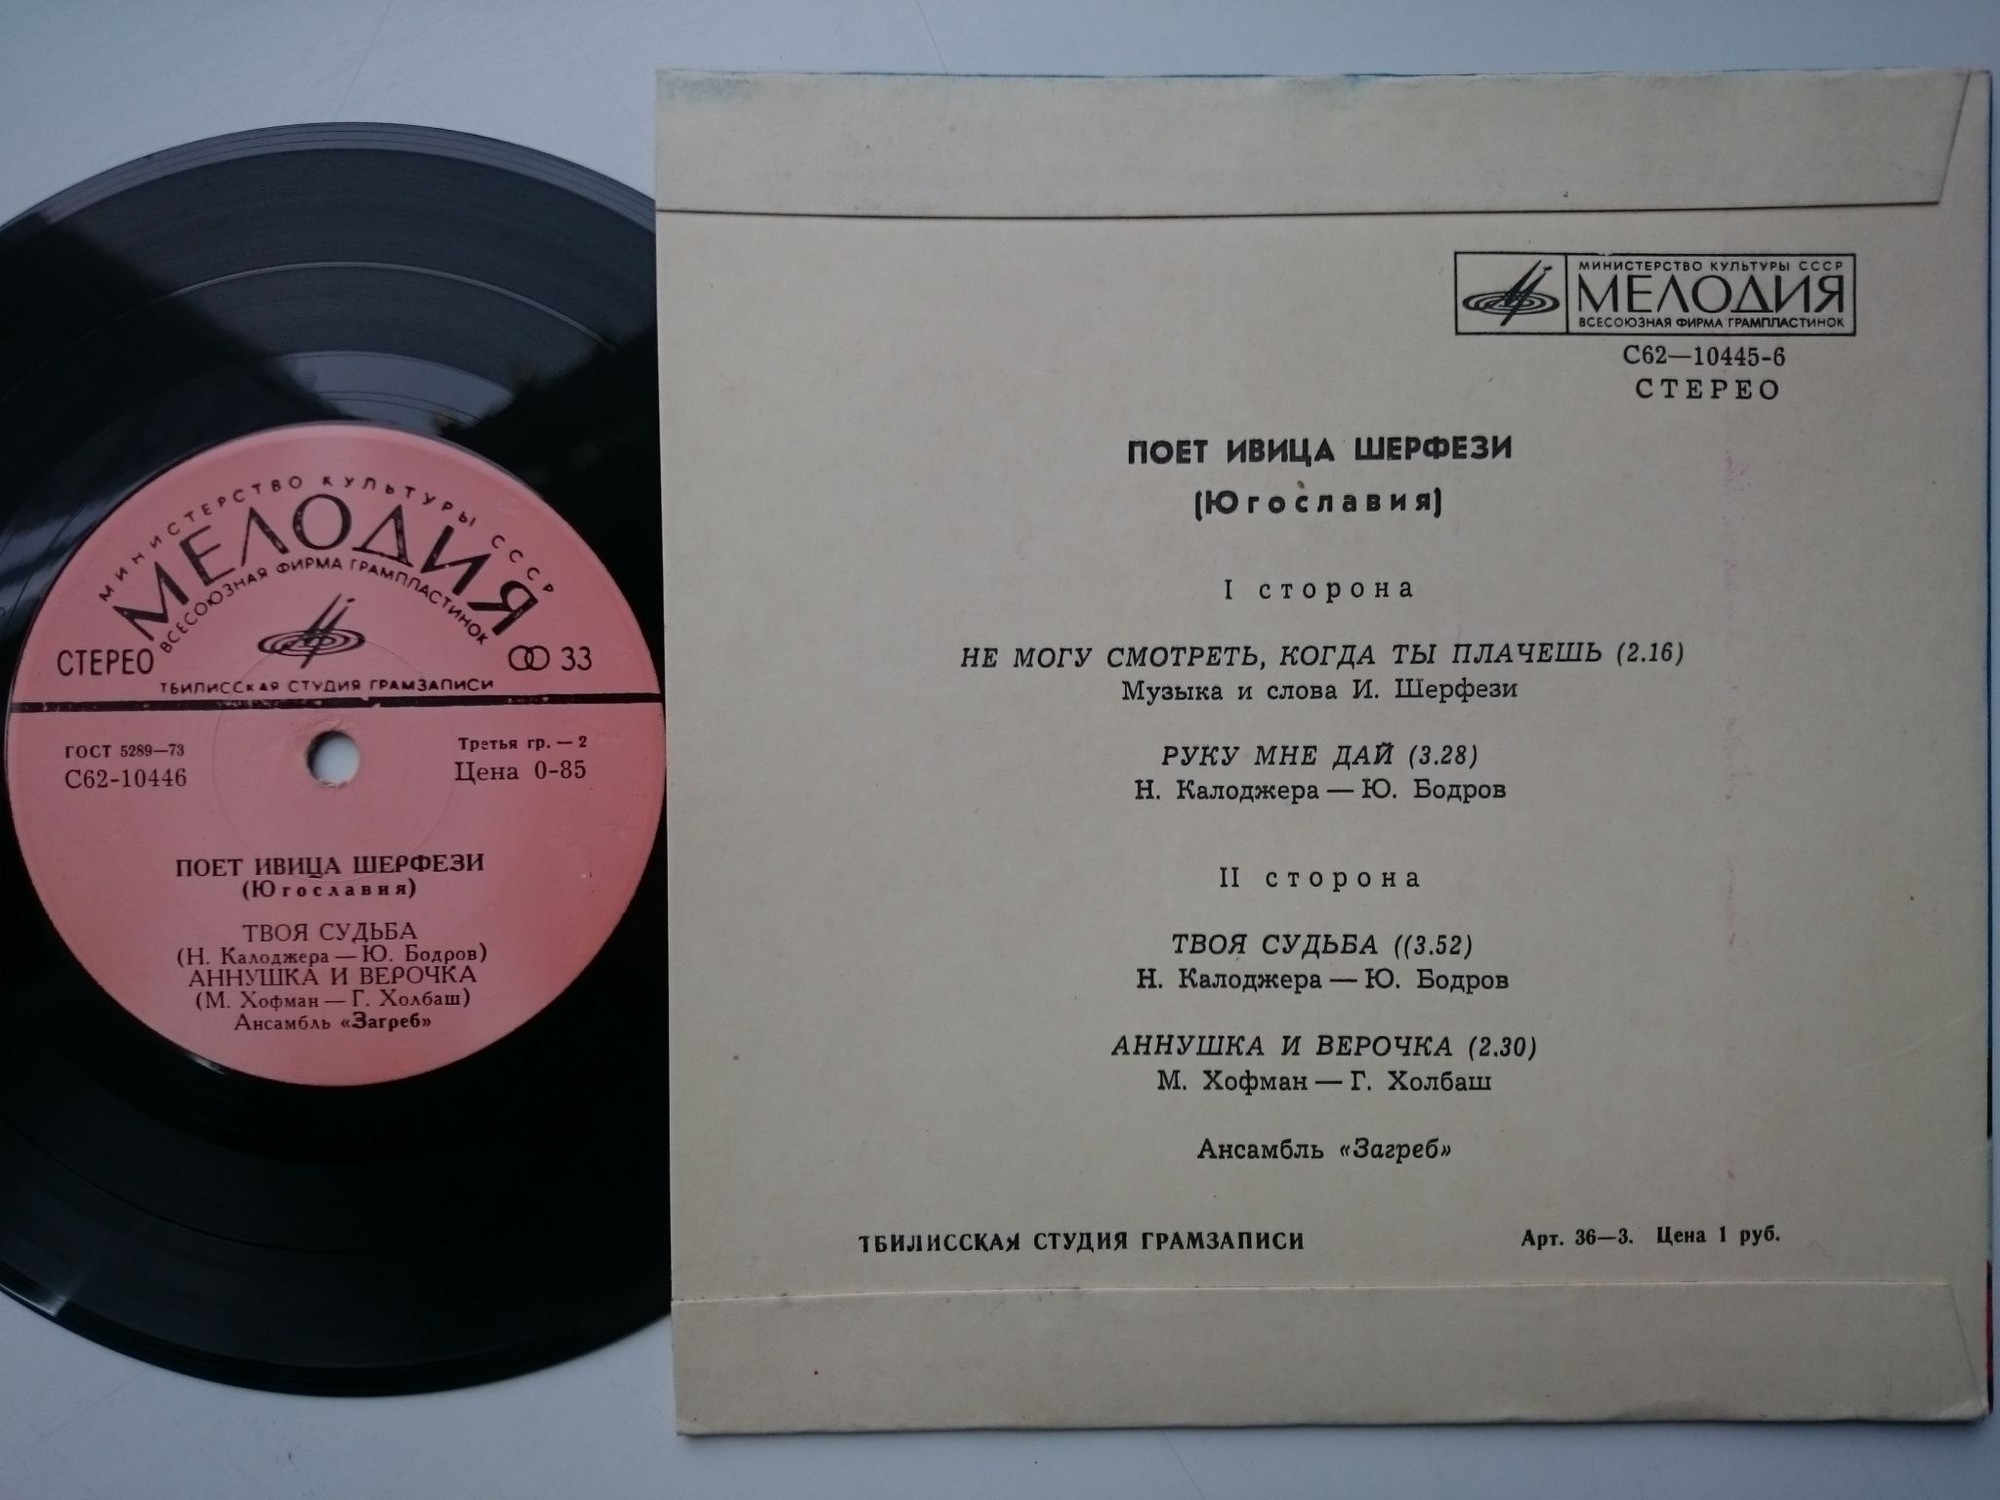 МИНИСТЕРСТВО КУЛЬТУРЫ СССР
МЕЛОДИЯ
ВСЕСОЮЗНАЯ ФИРМА ГРАМПЛАСТИНОК
СТЕРЕО
33
ТБИЛИССКАЯ СТУДИЯ ГРАМЗАПИСИ
ГОСТ 5289—73
С62-10446
Третья гр. — 2
Цена 0-85
ПОЕТ ИВИЦА ШЕРФЕЗИ
(Югославия)
ТВОЯ СУДЬБА
(Н. Калоджера — Ю. Бодров)
АННУШКА И ВЕРОЧКА
(М. Хофман — Г. Холбаш)
Ансамбль «Загреб»
МИНИСТЕРСТВО КУЛЬТУРЫ СССР
МЕЛОДИЯ
ВСЕСОЮЗНАЯ ФИРМА ГРАМПЛАСТИНОК
С62—10445-6
СТЕРЕО
ПОЕТ ИВИЦА ШЕРФЕЗИ
(Югославия)
I сторона
НЕ МОГУ СМОТРЕТЬ, КОГДА ТЫ ПЛАЧЕШЬ (2.16)
Музыка и слова И. Шерфези
РУКУ МНЕ ДАЙ (3.28)
Н. Калоджера — Ю. Бодров
II сторона
ТВОЯ СУДЬБА ((3.52)
Н. Калоджера — Ю. Бодров
АННУШКА И ВЕРОЧКА (2.30)
М. Хофман — Г. Холбаш
Ансамбль «Загреб»
ТБИЛИССКАЯ СТУДИЯ ГРАМЗАПИСИ
Арт. 36—3. Цена 1 руб.